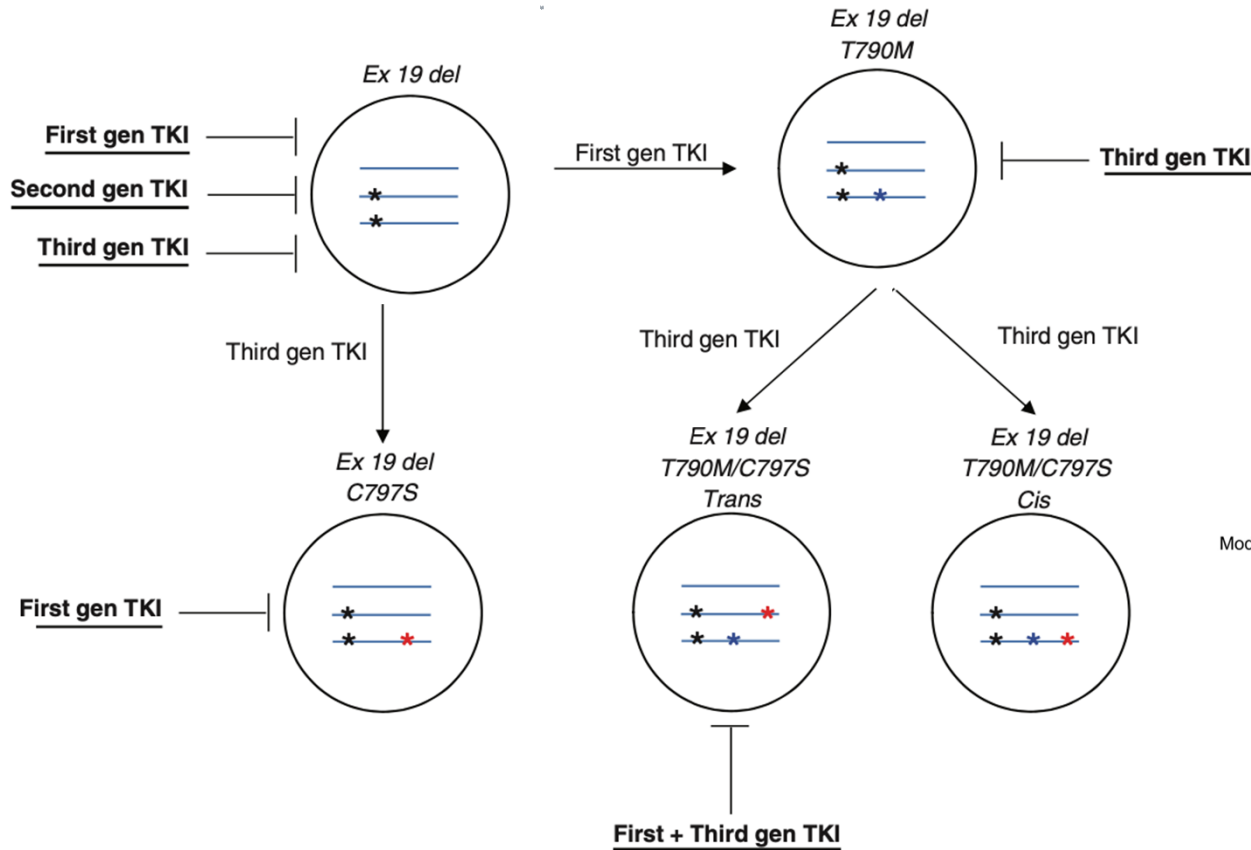 Ex 19 del
T790M
Ex 19 del
First gen TKI
Second gen TKI
Third gen TKI
First gen TKI
Third gen TKI
Third gen TKI
Third gen TKI
Third gen TKI
Ex 19 del
C797S
Ex 19 del
T790M/C797S
Trans
Ex 19 del
T790M/C797S
Cis
Mod
First gen TKI
First + Third gen TKI